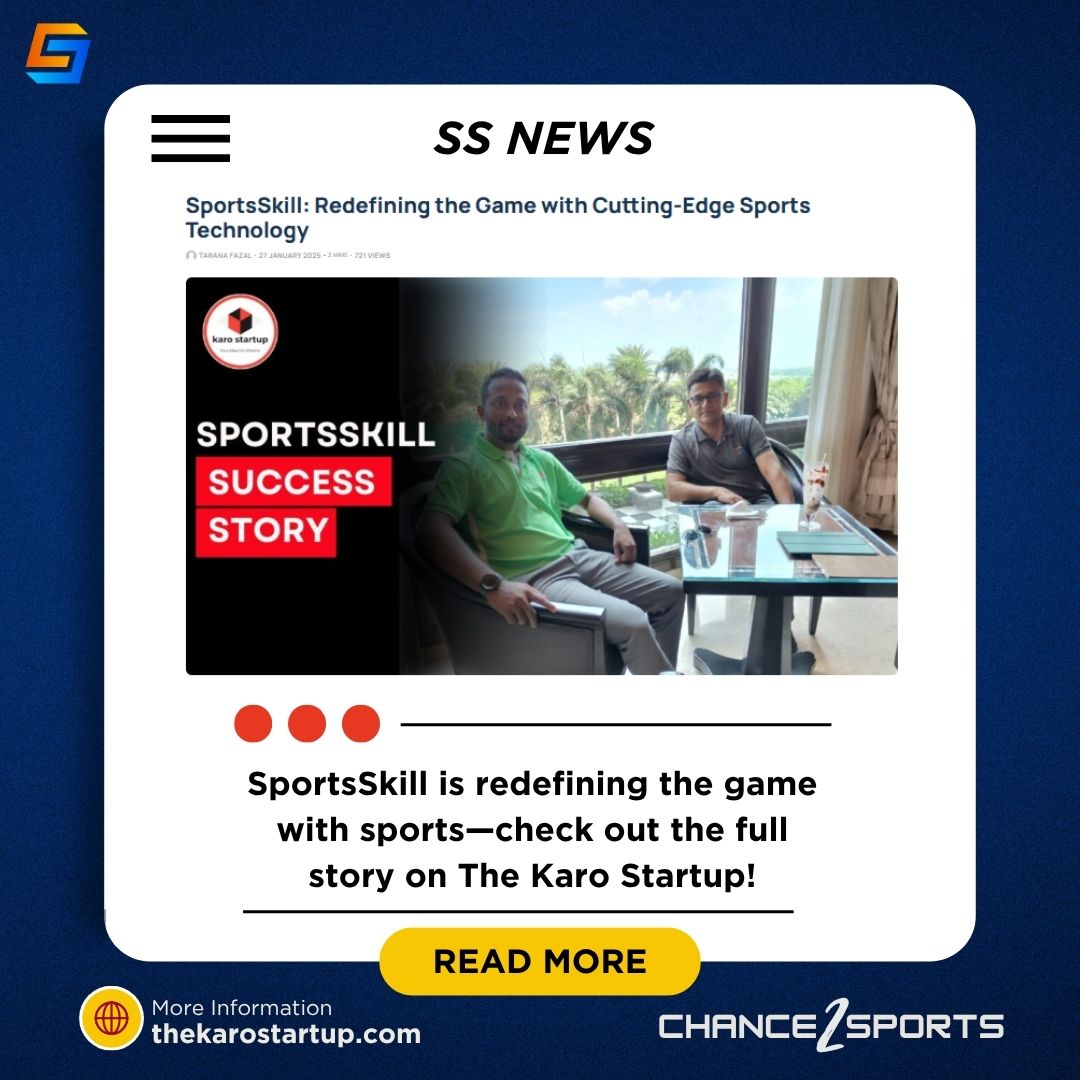 SS NEWS
SportsSkill: Redefining the Game with Cutting-Edge Sports
Technology
TARANA FAZAL · 27 JANUARY 2025 · 2 MINS · 721 VIEWS
karo startup
SPORTSSKILL
SUCCESS
STORY
SportsSkill is redefining the game
with sports—check out the full
story on The Karo Startup!
READ MORE
More Information
thekarostartup.com
CHANCE2SPORTS